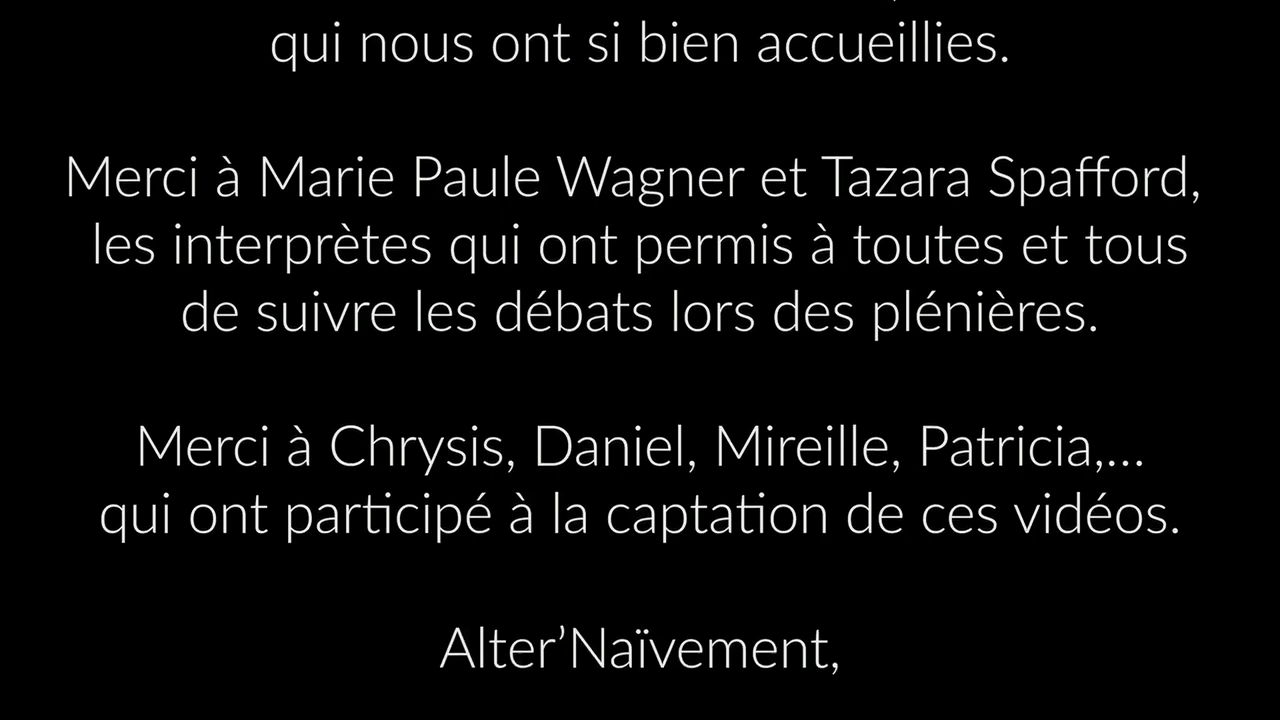 qui nous ont si bien accueillies.
Merci à Marie Paule Wagner et Tazara Spafford,
les interprètes qui ont permis à toutes et tous
de suivre les débats lors des plénières.
Merci à Chrysis, Daniel, Mireille, Patricia,...
qui ont participé à la captation de ces vidéos.
Alter’Naïvement,